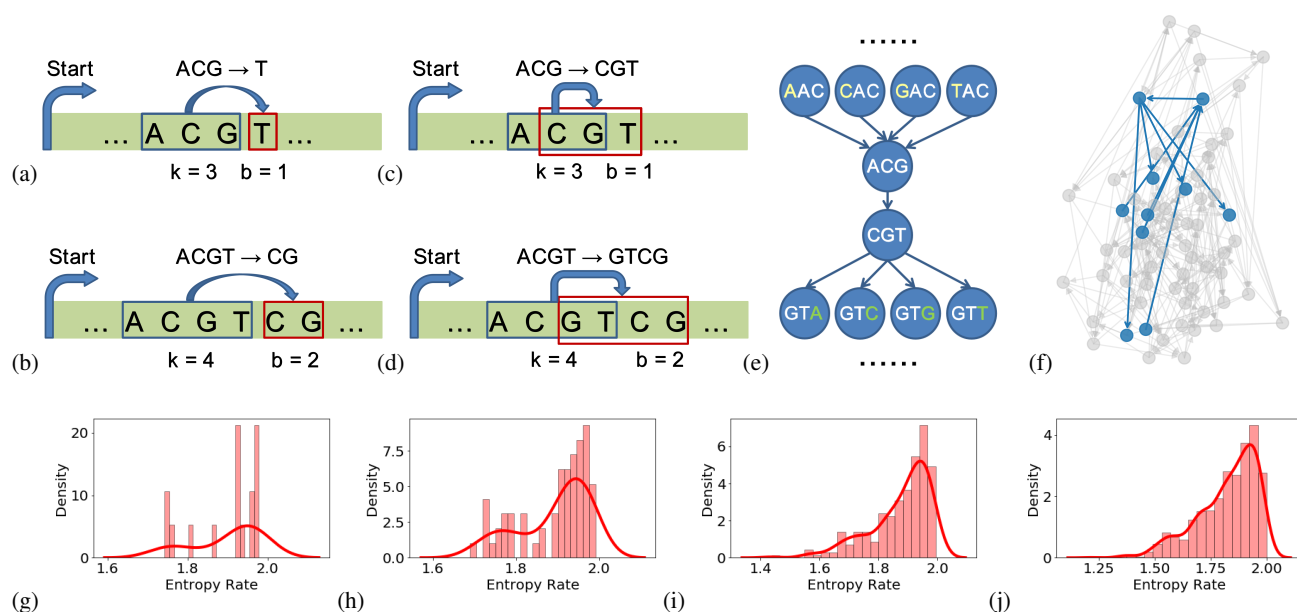 Start
ACG → T
... A C G T ...
(a)
k = 3 b = 1
Start
ACG → CGT
... A C G T ...
(c)
k = 3 b = 1
Start
ACGT → CG
... A C G T C G ...
(b)
k = 4 b = 2
Start
ACGT → GTCG
... A C G T C G ...
(d)
k = 4 b = 2
......
AAC CAC GAC TAC
ACG
CGT
GTA GTC GTG GTT
(e)
......
(f)
20
10
0
Density
1.6 1.8 2.0
Entropy Rate
(g)
7.5
5.0
2.5
0.0
Density
1.6 1.8 2.0
Entropy Rate
(h)
6
4
2
0
Density
1.4 1.6 1.8 2.0
Entropy Rate
(i)
4
2
0
Density
1.25 1.50 1.75 2.00
Entropy Rate
(j)